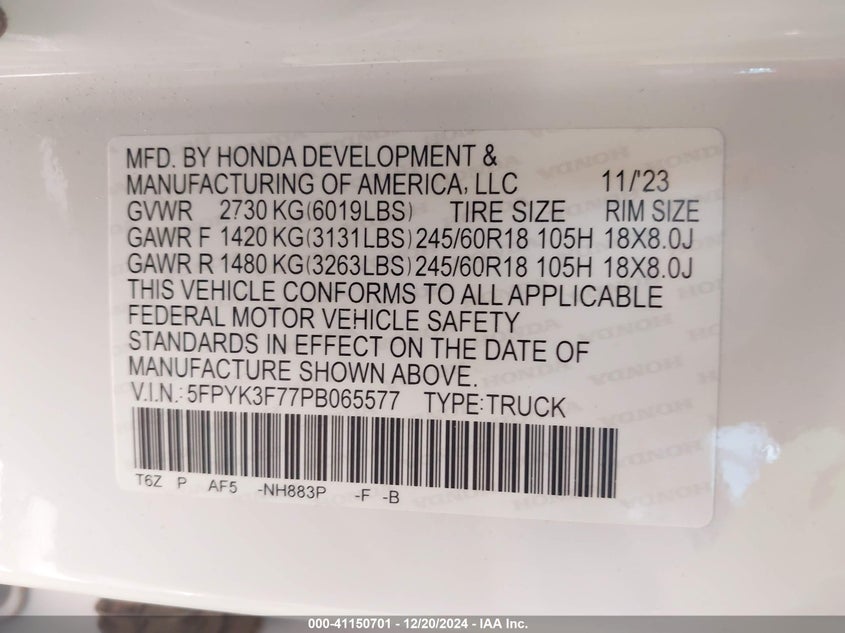 MFD. BY HONDA DEVELOPMENT &
MANUFACTURING OF AMERICA, LLC 11/'23
GVWR 2730 KG(6019LBS) TIRE SIZE RIM SIZE
GAWR F 1420 KG(3131LBS) 245/60R18 105H 18X8.0J
GAWR R 1480 KG(3263LBS) 245/60R18 105H 18X8.0J
THIS VEHICLE CONFORMS TO ALL APPLICABLE
FEDERAL MOTOR VEHICLE SAFETY
STANDARDS IN EFFECT ON THE DATE OF
MANUFACTURE SHOWN ABOVE.
V.I.N.: 5FPYK3F77PB065577 TYPE:TRUCK
T6Z P AF5 -NH883P -F -B
000-41150701 - 12/20/2024 - IAA Inc.